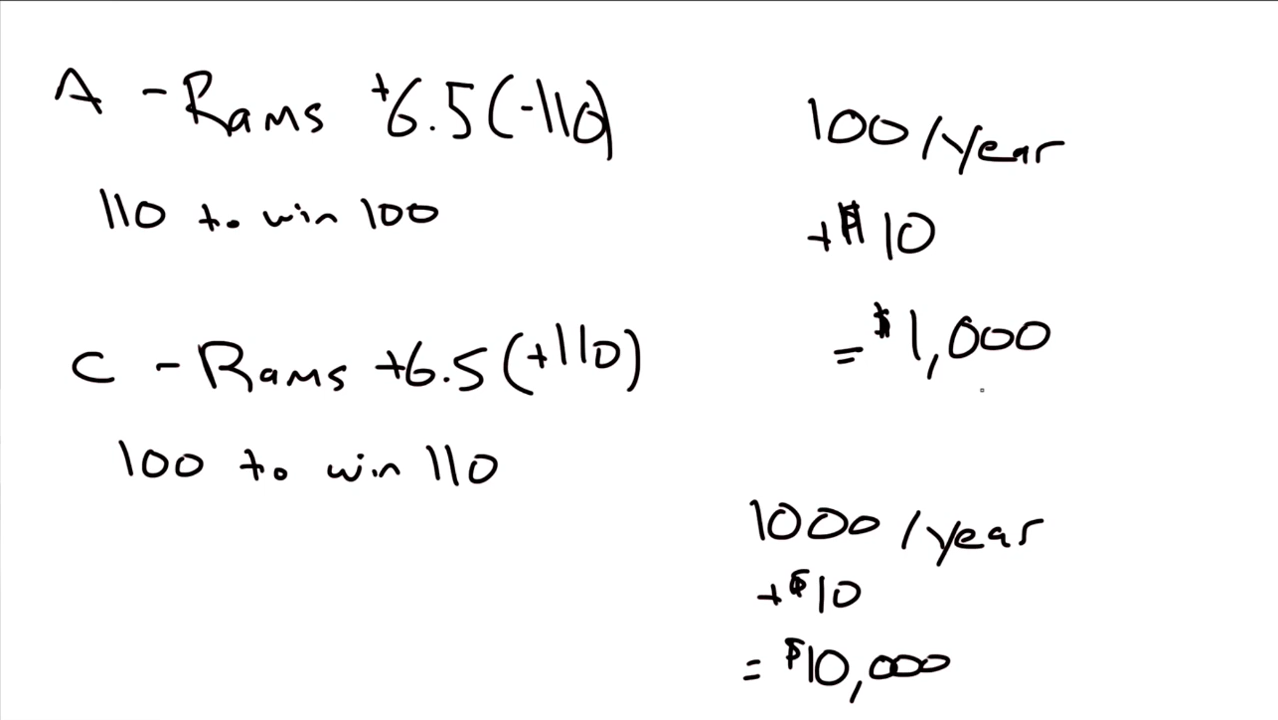 A - Rams +6.5 (-110)
110 to win 100
C - Rams +6.5 (+110)
100 to win 110
100/year
+$10
=$1,000
1000/year
+$10
=$10,000